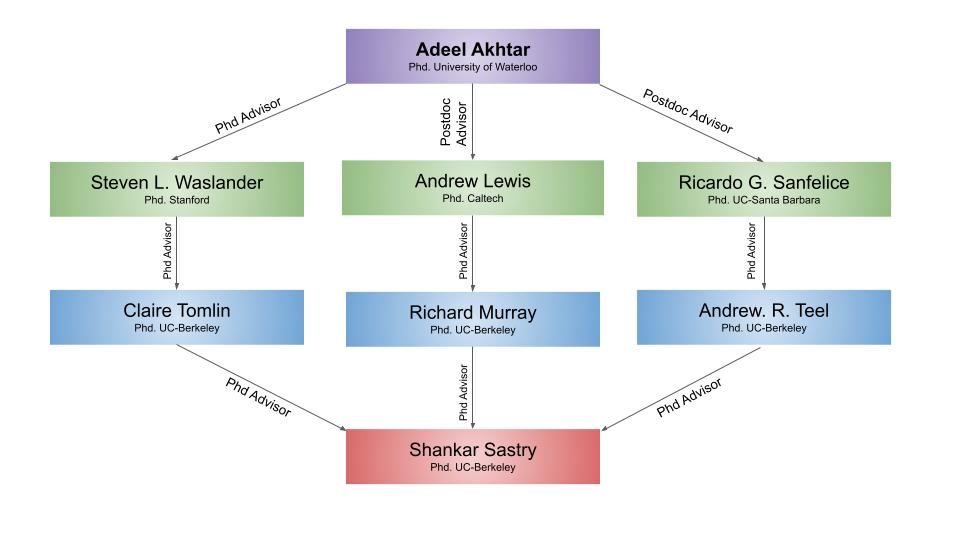 Adeel Akhtar
Phd. University of Waterloo
Phd Advisor
Postdoc
Advisor
Postdoc Advisor
Steven L. Waslander
Phd. Stanford
Andrew Lewis
Phd. Caltech
Ricardo G. Sanfelice
Phd. UC-Santa Barbara
Phd Advisor
Phd Advisor
Phd Advisor
Claire Tomlin
Phd. UC-Berkeley
Richard Murray
Phd. UC-Berkeley
Andrew. R. Teel
Phd. UC-Berkeley
Phd Advisor
Phd Advisor
Phd Advisor
Shankar Sastry
Phd. UC-Berkeley